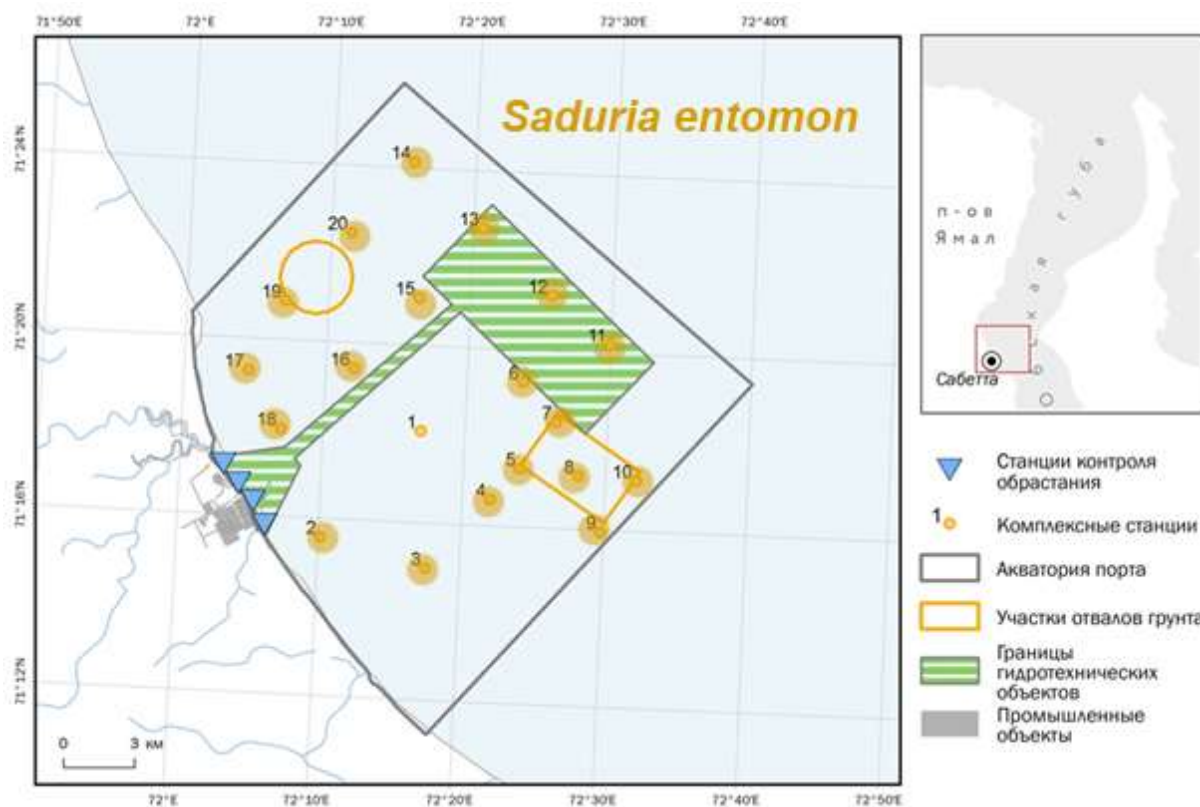 71°50'E 72°E 72°10'E 72°20'E 72°30'E 72°40'E
Saduria entomon
71°24'N
71°20'N
71°16'N
71°12'N
14
20
13
19
15
12
11
17
16
6
18
1
7
5
8
10
4
9
2
3
0 3 км
72°E 72°10'E 72°20'E 72°30'E 72°40'E 72°50'E
п-ов
Ямал
Сабетта
ская губа
О
Станции контроля
обрастания
1 Комплексные станции
Акватория порта
Участки отвалов грунта
Границы
гидротехнических
объектов
Промышленные
объекты